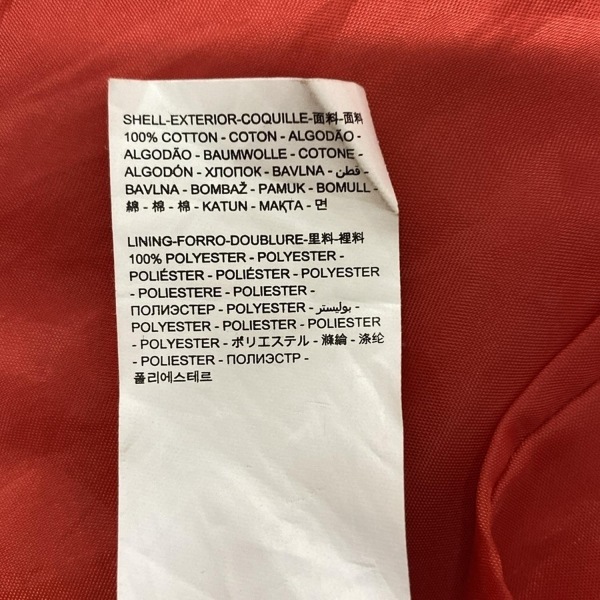 SHELL-EXTERIOR-COQUILLE-面料-面料
100% COTTON - COTON - ALGODÃO -
ALGODÃO - BAUMWOLLE - COTONE -
ALGODÓN - ХЛОПОК - BAVLNA - قطن -
BAVLNA - BOMBAŽ - PAMUK - BOMULL -
綿 - 棉 - 棉 - KATUN - МАҚТА - 면
LINING-FORRO-DOUBLURE-里料-裡料
100% POLYESTER - POLYESTER -
POLIÉSTER - POLIÉSTER - POLYESTER
- POLIESTERE - POLIESTER -
ПОЛИЭСТЕР - POLYESTER - بوليستر -
POLYESTER - POLIESTER - POLIESTER
- POLYESTER - ポリエステル - 滌綸 - 涤纶
- POLIESTER - ПОЛИЭСТР -
폴리에스테르